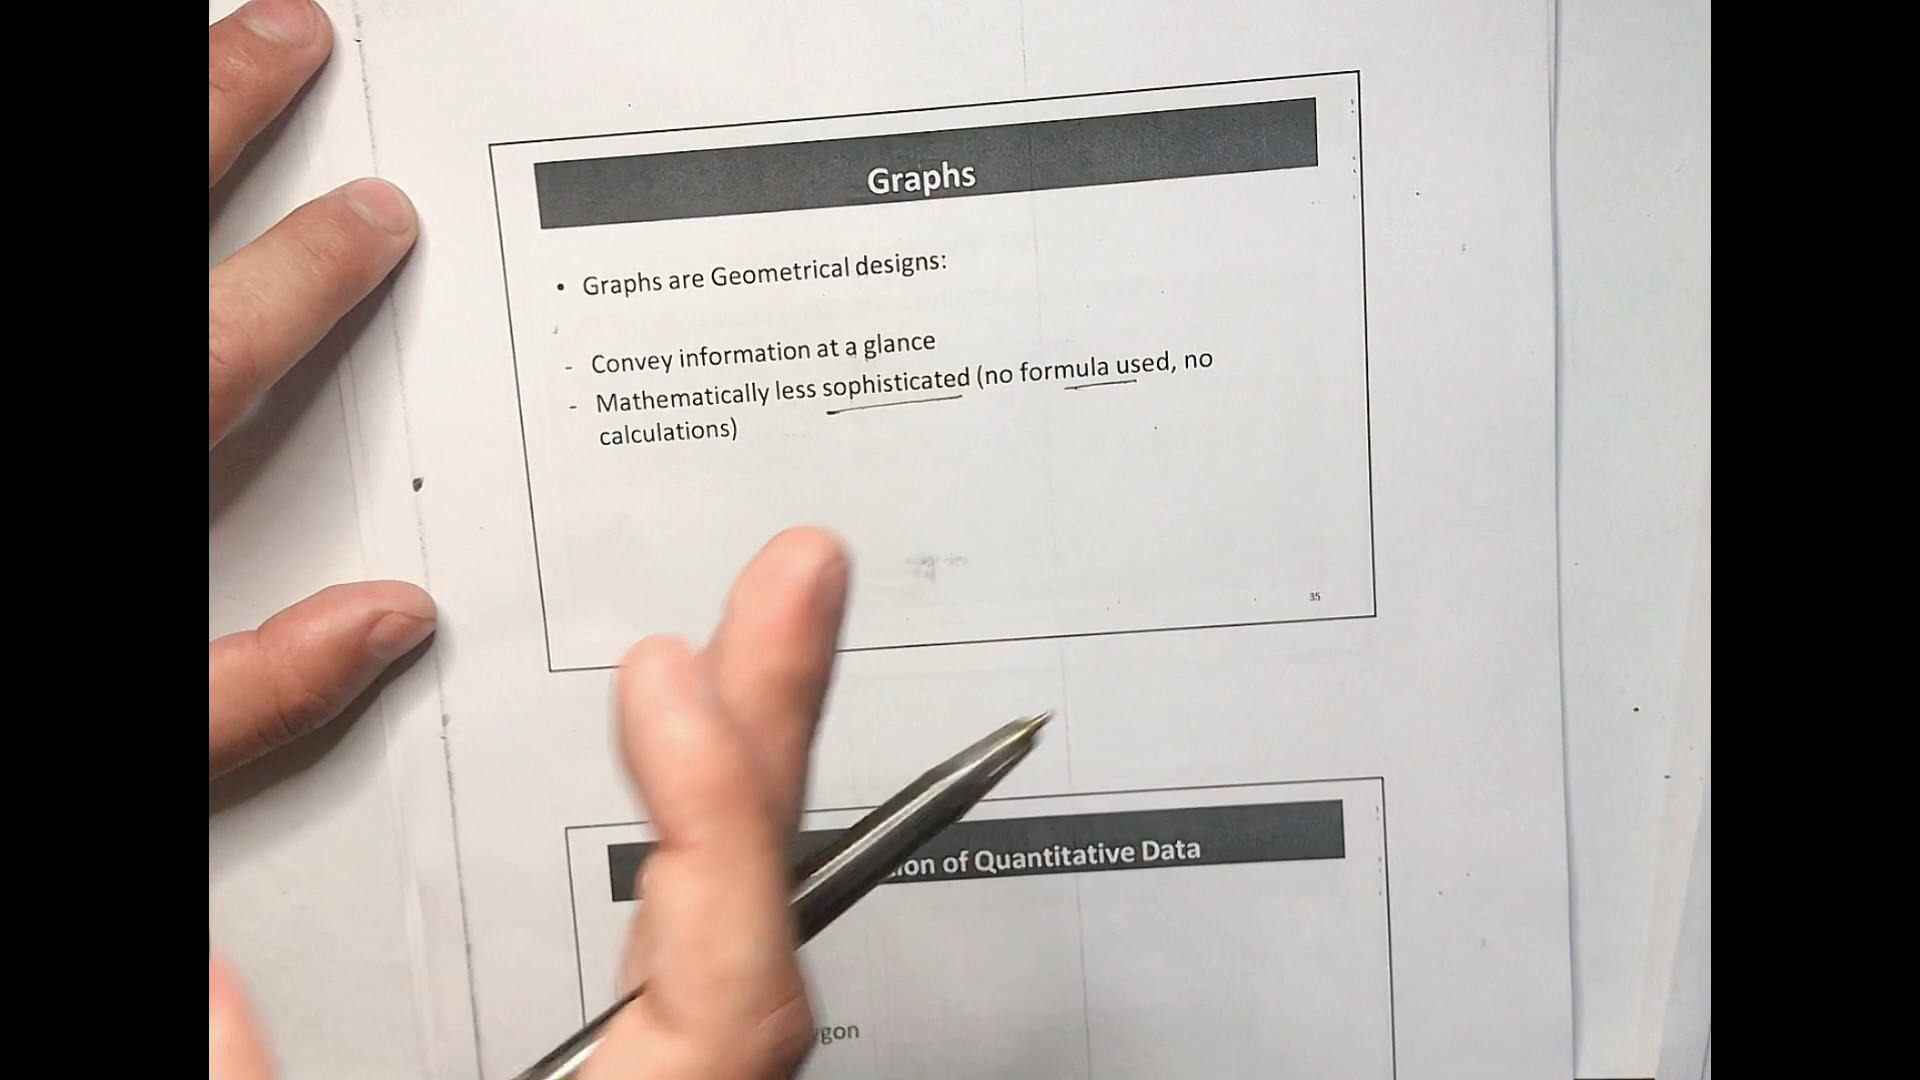 Graphs
• Graphs are Geometrical designs:
- Convey information at a glance
- Mathematically less sophisticated (no formula used, no
calculations)
35
of Quantitative Data